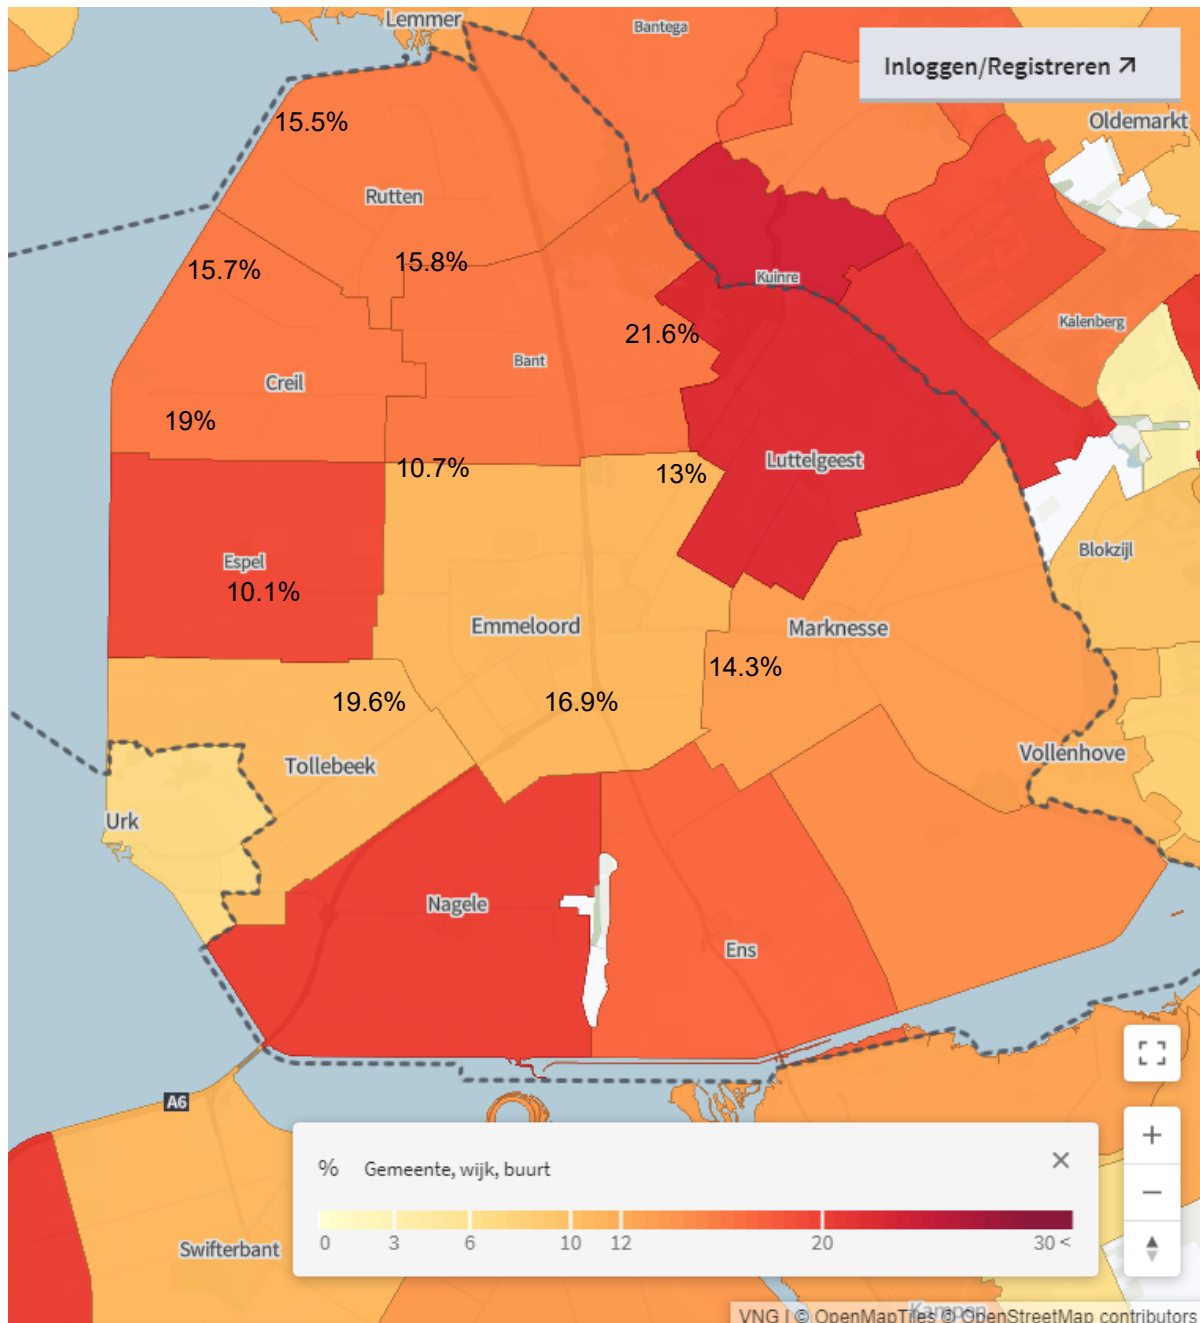 Lemmer
Bantega
Inloggen/Registreren ↗
Oldemarkt
15.5%
Rutten
15.7%
15.8%
Kuinre
21.6%
Kalenberg
Bant
Creil
19%
10.7%
13%
Luttelgeest
Espel
10.1%
Blokzijl
Emmeloord
Marknesse
14.3%
19.6%
16.9%
Tollebeek
Vollenhove
Urk
Nagele
Ens
A6
% Gemeente, wijk, buurt ×
0 3 6 10 12 20 30 <
+
−
Swifterbant
Kampen
VNG | © OpenMapTiles © OpenStreetMap contributors